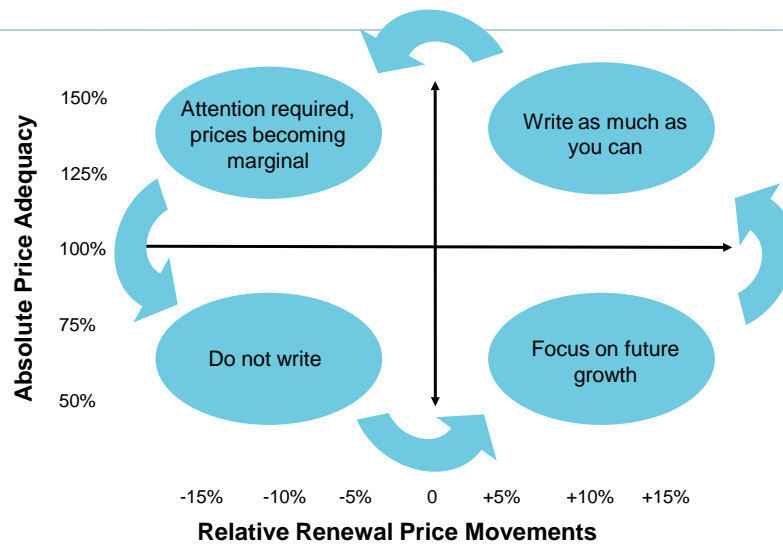 Absolute Price Adequacy
150%
125%
100%
75%
50%
Attention required,
prices becoming
marginal
Write as much as
you can
Do not write
Focus on future
growth
-15% -10% -5% 0 +5% +10% +15%
Relative Renewal Price Movements